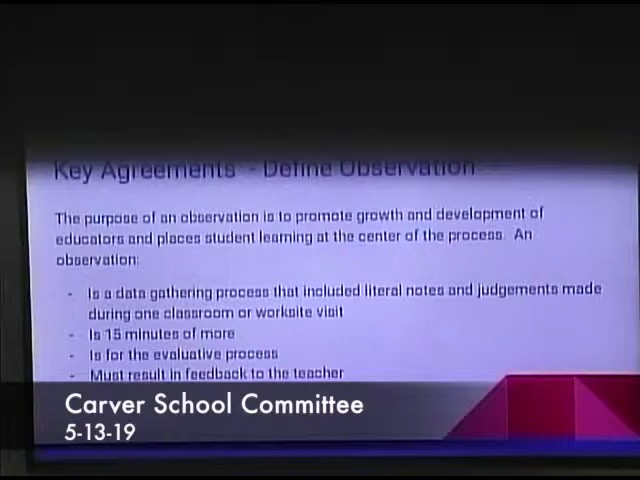 Key Agreements - Define Observation
The purpose of an observation is to promote growth and development of
educators and places student learning at the center of the process. An
observation:
- Is a data gathering process that included literal notes and judgements made
during one classroom or worksite visit
- Is 15 minutes of more
- Is for the evaluative process
- Must result in feedback to the teacher
Carver School Committee
5-13-19